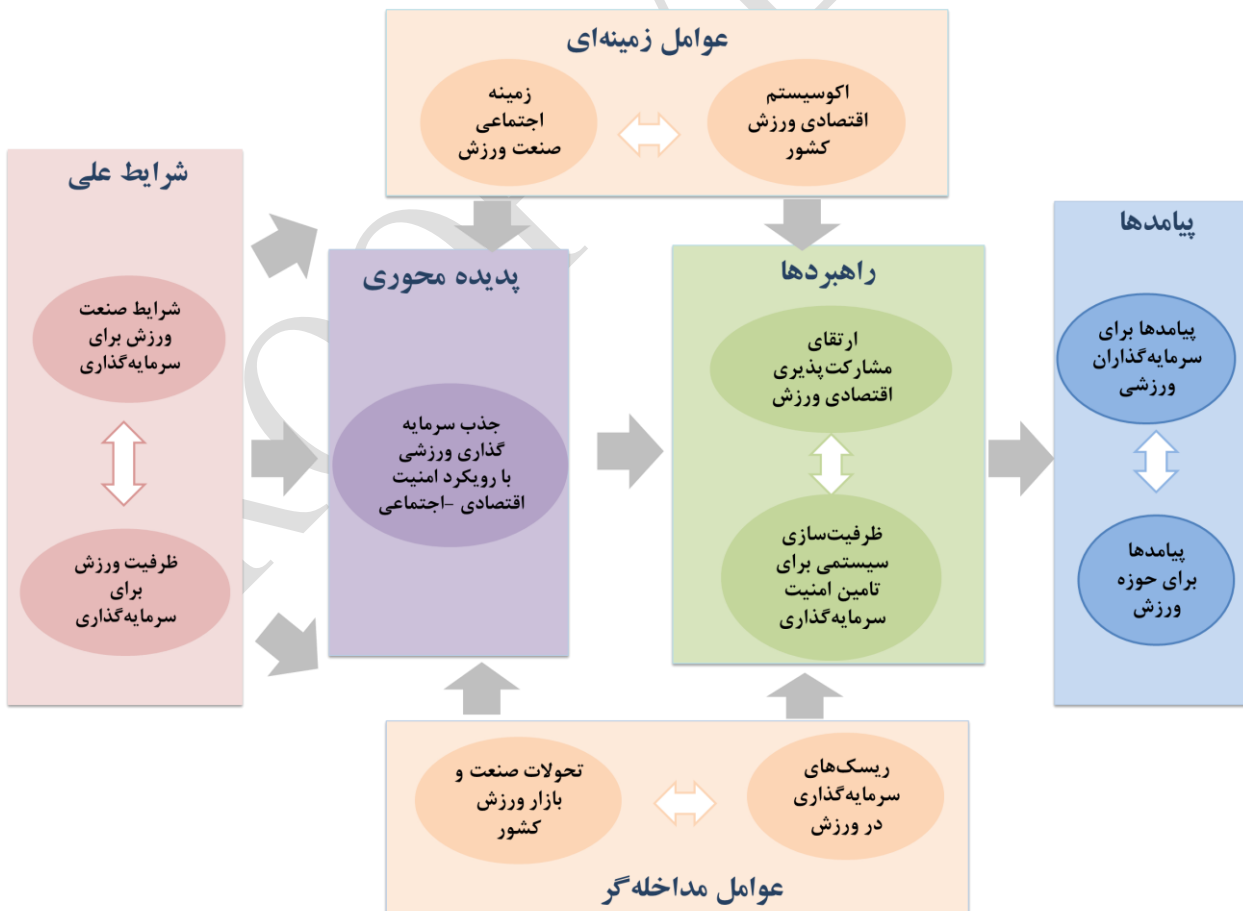 عوامل زمینه‌ای
زمینه
اجتماعی
صنعت ورزش
اکوسیستم
اقتصادی ورزش
کشور
شرایط علی
شرایط صنعت
ورزش برای
سرمایه‌گذاری
ظرفیت ورزش
برای
سرمایه‌گذاری
پدیده محوری
جذب سرمایه
گذاری ورزشی
با رویکرد امنیت
اقتصادی -اجتماعی
راهبردها
ارتقای
مشارکت‌پذیری
اقتصادی ورزش
ظرفیت‌سازی
سیستمی برای
تامین امنیت
سرمایه‌گذاری
پیامدها
پیامدها برای
سرمایه‌گذاران
ورزشی
پیامدها
برای حوزه
ورزش
تحولات صنعت و
بازار ورزش
کشور
ریسک‌های
سرمایه‌گذاری
در ورزش
عوامل مداخله‌گر